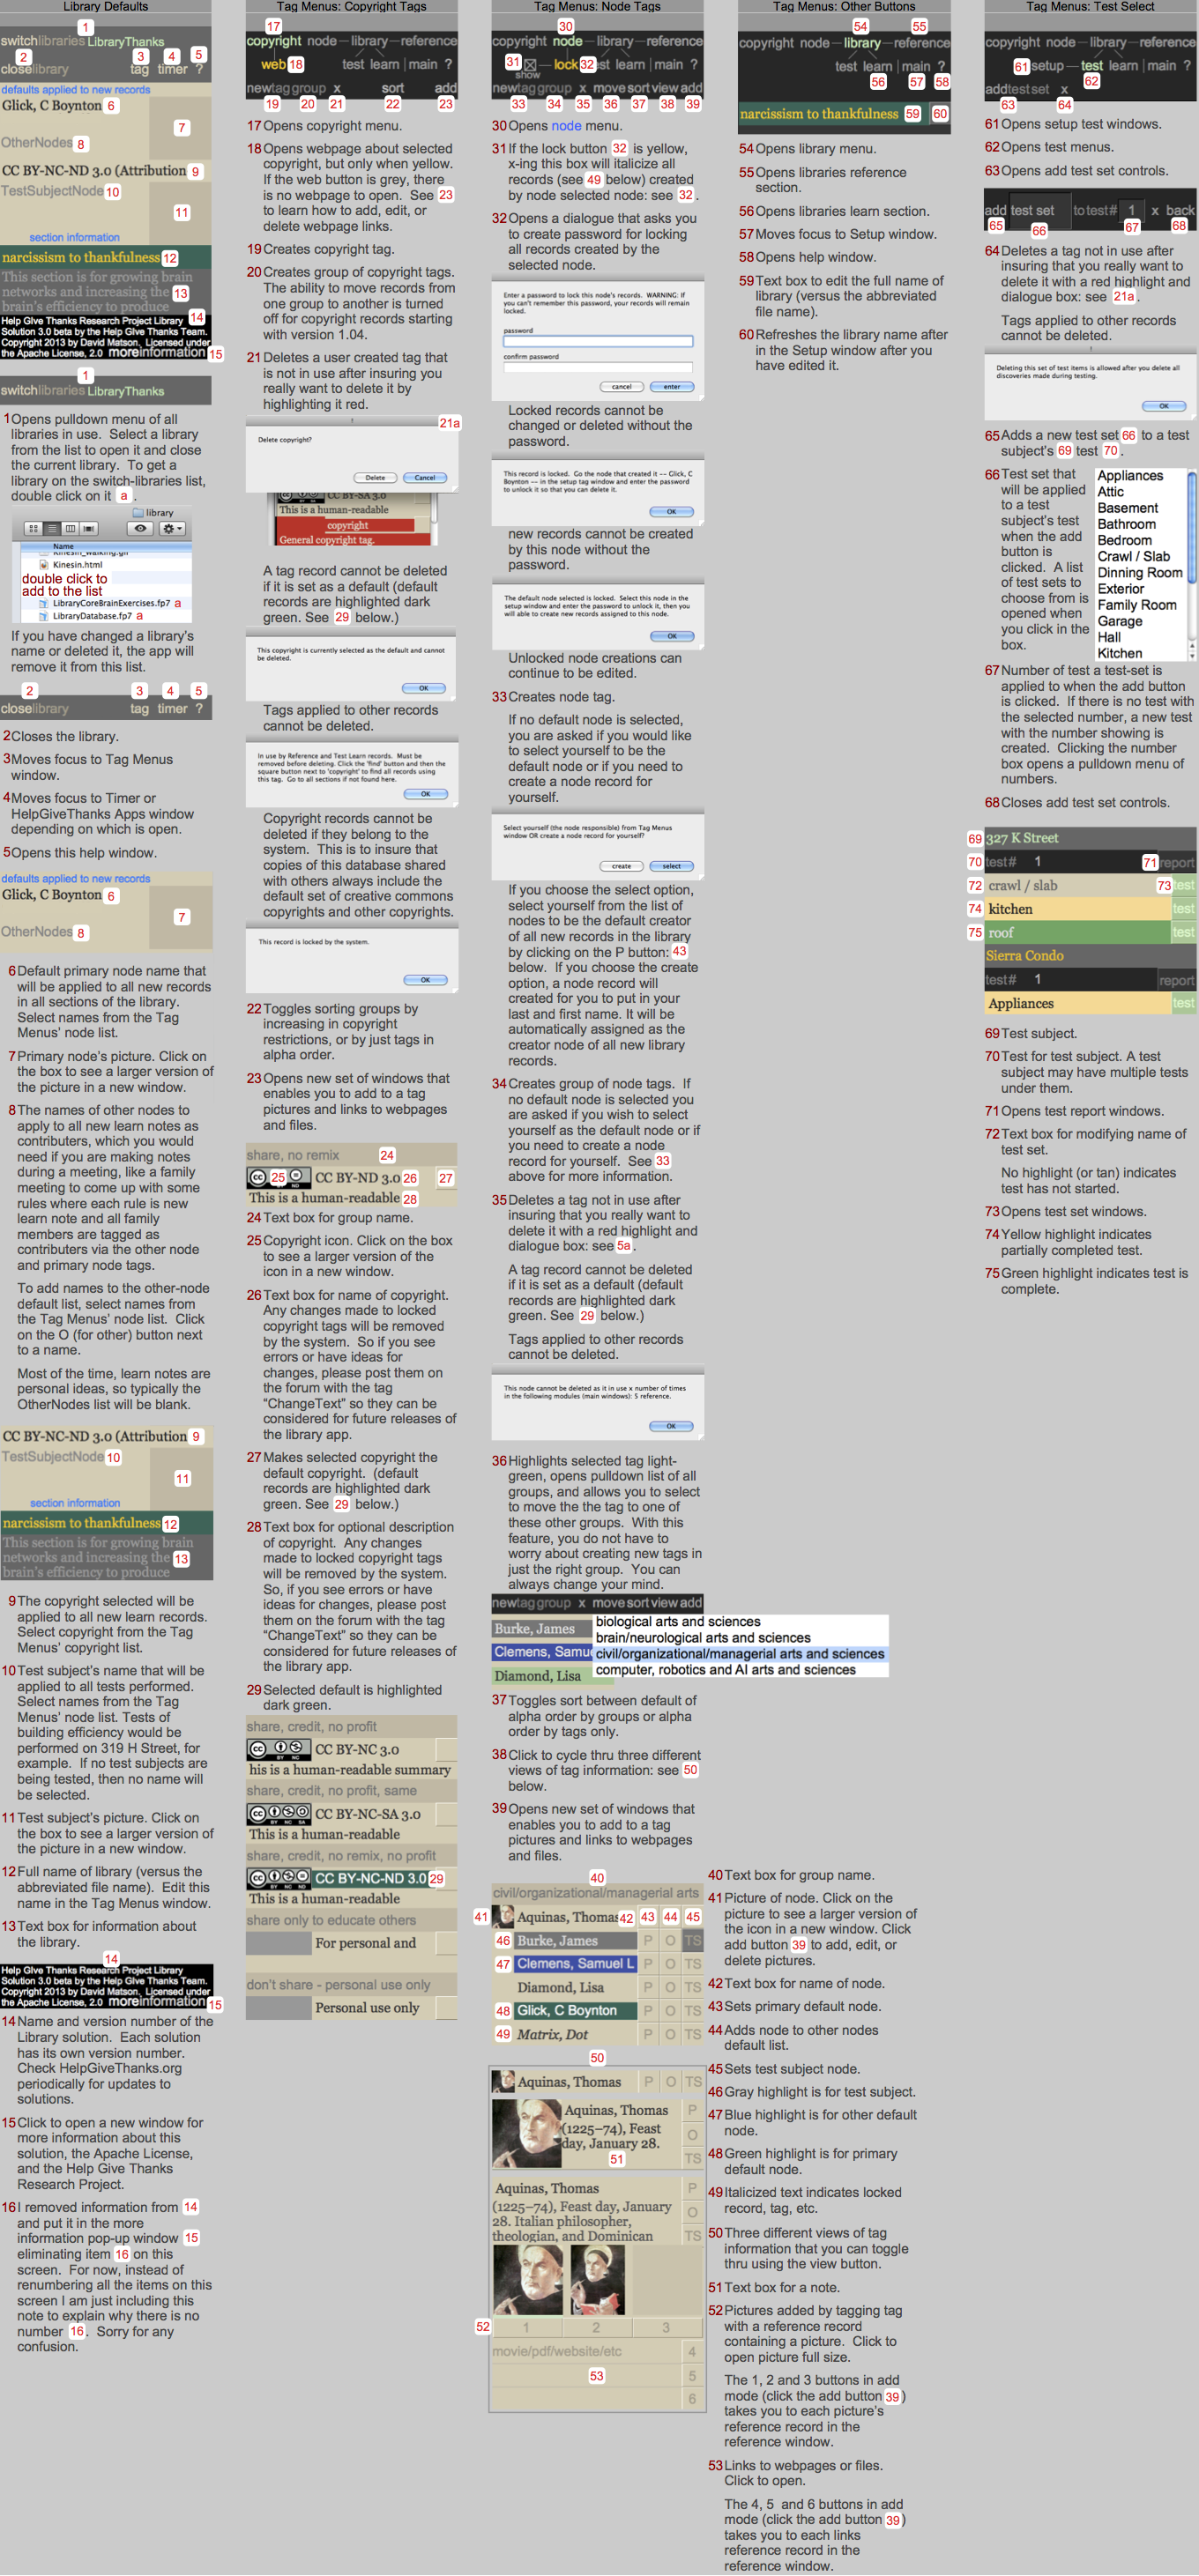 Library Defaults
1
switchlibraries LibraryThanks
2 3 4 5
closelibrary tag timer ?
defaults applied to new records
Glick, C Boynton 6
7
OtherNodes 8
CC BY-NC-ND 3.0 (Attribution 9
TestSubjectNode 10
11
section information
narcissism to thankfulness 12
This section is for growing brain
networks and increasing the 13
brain's efficiency to produce
14
Help Give Thanks Research Project Library
Solution 3.0 beta by the Help Give Thanks Team.
Copyright 2013 by David Matson. Licensed under
the Apache License, 2.0 moreinformation 15
1
switchlibraries LibraryThanks
1 Opens pulldown menu of all
libraries in use. Select a library
from the list to open it and close
the current library. To get a
library on the switch-libraries list,
double click on it a .
library
Name
Kinesin_walking.gif
Kinesin.html
double click to
add to the list
LibraryCoreBrainExercises.fp7 a
LibraryDatabase.fp7 a
If you have changed a library's
name or deleted it, the app will
remove it from this list.
2 3 4 5
closelibrary tag timer ?
2 Closes the library.
3 Moves focus to Tag Menus
window.
4 Moves focus to Timer or
HelpGiveThanks Apps window
depending on which is open.
5 Opens this help window.
defaults applied to new records
Glick, C Boynton 6
7
OtherNodes 8
6 Default primary node name that
will be applied to all new records
in all sections of the library.
Select names from the Tag
Menus' node list.
7 Primary node's picture. Click on
the box to see a larger version of
the picture in a new window.
8 The names of other nodes to
apply to all new learn notes as
contributers, which you would
need if you are making notes
during a meeting, like a family
meeting to come up with some
rules where each rule is new
learn note and all family
members are tagged as
contributers via the other node
and primary node tags.
To add names to the other-node
default list, select names from
the Tag Menus' node list. Click
on the O (for other) button next
to a name.
Most of the time, learn notes are
personal ideas, so typically the
OtherNodes list will be blank.
CC BY-NC-ND 3.0 (Attribution 9
TestSubjectNode 10
11
section information
narcissism to thankfulness 12
This section is for growing brain
networks and increasing the 13
brain's efficiency to produce
9 The copyright selected will be
applied to all new learn records.
Select copyright from the Tag
Menus' copyright list.
10 Test subject's name that will be
applied to all tests performed.
Select names from the Tag
Menus' node list. Tests of
building efficiency would be
performed on 319 H Street, for
example. If no test subjects are
being tested, then no name will
be selected.
11 Test subject's picture. Click on
the box to see a larger version of
the picture in a new window.
12 Full name of library (versus the
abbreviated file name). Edit this
name in the Tag Menus window.
13 Text box for information about
the library.
14
Help Give Thanks Research Project Library
Solution 3.0 beta by the Help Give Thanks Team.
Copyright 2013 by David Matson. Licensed under
the Apache License, 2.0 moreinformation 15
14 Name and version number of the
Library solution. Each solution
has its own version number.
Check HelpGiveThanks.org
periodically for updates to
solutions.
15 Click to open a new window for
more information about this
solution, the Apache License,
and the Help Give Thanks
Research Project.
16 I removed information from 14
and put it in the more
information pop-up window 15
eliminating item 16 on this
screen. For now, instead of
renumbering all the items on this
screen I am just including this
note to explain why there is no
number 16 . Sorry for any
confusion.
Tag Menus: Copyright Tags
17
copyright node library reference
web 18 test learn main ?
newtag group x sort add
19 20 21 22 23
17 Opens copyright menu.
18 Opens webpage about selected
copyright, but only when yellow.
If the web button is grey, there
is no webpage to open. See 23
to learn how to add, edit, or
delete webpage links.
19 Creates copyright tag.
20 Creates group of copyright tags.
The ability to move records from
one group to another is turned
off for copyright records starting
with version 1.04.
21 Deletes a user created tag that
is not in use after insuring you
really want to delete it by
highlighting it red.
21a
Delete copyright?
Delete Cancel
CC BY-SA 3.0
This is a human-readable
copyright
General copyright tag.
A tag record cannot be deleted
if it is set as a default (default
records are highlighted dark
green. See 29 below.)
This copyright is currently selected as the default and cannot
be deleted.
OK
Tags applied to other records
cannot be deleted.
In use by Reference and Test Learn records. Must be
removed before deleting. Click the 'find' button and then the
square button next to 'copyright' to find all records using
this tag. Go to all sections if not found here.
OK
Copyright records cannot be
deleted if they belong to the
system. This is to insure that
copies of this database shared
with others always include the
default set of creative commons
copyrights and other copyrights.
This record is locked by the system.
OK
22 Toggles sorting groups by
increasing in copyright
restrictions, or by just tags in
alpha order.
23 Opens new set of windows that
enables you to add to a tag
pictures and links to webpages
and files.
share, no remix 24
25 CC BY-ND 3.0 26 27
This is a human-readable 28
24 Text box for group name.
25 Copyright icon. Click on the box
to see a larger version of the
icon in a new window.
26 Text box for name of copyright.
Any changes made to locked
copyright tags will be removed
by the system. So if you see
errors or have ideas for
changes, please post them on
the forum with the tag
"ChangeText" so they can be
considered for future releases of
the library app.
27 Makes selected copyright the
default copyright. (default
records are highlighted dark
green. See 29 below.)
28 Text box for optional description
of copyright. Any changes
made to locked copyright tags
will be removed by the system.
So, if you see errors or have
ideas for changes, please post
them on the forum with the tag
"ChangeText" so they can be
considered for future releases of
the library app.
29 Selected default is highlighted
dark green.
share, credit, no profit
CC BY-NC 3.0
his is a human-readable summary
share, credit, no profit, same
CC BY-NC-SA 3.0
This is a human-readable
share, credit, no remix, no profit
CC BY-NC-ND 3.0 29
This is a human-readable
share only to educate others
For personal and
don't share - personal use only
Personal use only
Tag Menus: Node Tags
30
copyright node library reference
31 lock 32 est learn main ?
show
newtag group x move sort view add
33 34 35 36 37 38 39
30 Opens node menu.
31 If the lock button 32 is yellow,
x-ing this box will italicize all
records (see 49 below) created
by node selected node: see 32 .
32 Opens a dialogue that asks you
to create password for locking
all records created by the
selected node.
Enter a password to lock this node's records. WARNING: If
you can't remember this password, your records will remain
locked.
password
confirm password
cancel enter
Locked records cannot be
changed or deleted without the
password.
This record is locked. Go the node that created it -- Glick, C
Boynton -- in the setup tag window and enter the password
to unlock it so that you can delete it.
OK
new records cannot be created
by this node without the
password.
The default node selected is locked. Select this node in the
setup window and enter the password to unlock it, then you
will able to create new records assigned to this node.
OK
Unlocked node creations can
continue to be edited.
33 Creates node tag.
If no default node is selected,
you are asked if you would like
to select yourself to be the
default node or if you need to
create a node record for
yourself.
Select yourself (the node responsible) from Tag Menus
window OR create a node record for yourself?
create select
If you choose the select option,
select yourself from the list of
nodes to be the default creator
of all new records in the library
by clicking on the P button: 43
below. If you choose the create
option, a node record will
created for you to put in your
last and first name. It will be
automatically assigned as the
creator node of all new library
records.
34 Creates group of node tags. If
no default node is selected you
are asked if you wish to select
yourself as the default node or if
you need to create a node
record for yourself. See 33
above for more information.
35 Deletes a tag not in use after
insuring that you really want to
delete it with a red highlight and
dialogue box: see 5a .
A tag record cannot be deleted
if it is set as a default (default
records are highlighted dark
green. See 29 below.)
Tags applied to other records
cannot be deleted.
This node cannot be deleted as it in use x number of times
in the following modules (main windows): 5 reference.
OK
36 Highlights selected tag light-
green, opens pulldown list of all
groups, and allows you to select
to move the the tag to one of
these other groups. With this
feature, you do not have to
worry about creating new tags in
just the right group. You can
always change your mind.
newtag group x move sort view add
Burke, James
Clemens, Samu
Diamond, Lisa
biological arts and sciences
brain/neurological arts and sciences
civil/organizational/managerial arts and sciences
computer, robotics and AI arts and sciences
37 Toggles sort between default of
alpha order by groups or alpha
order by tags only.
38 Click to cycle thru three different
views of tag information: see 50
below.
39 Opens new set of windows that
enables you to add to a tag
pictures and links to webpages
and files.
40
civil/organizational/managerial arts
41 Aquinas, Thomas 42 43 44 45
46 Burke, James P O TS
47 Clemens, Samuel L P O TS
Diamond, Lisa P O TS
48 Glick, C Boynton P O TS
49 Matrix, Dot P O TS
50
Aquinas, Thomas P O TS
Aquinas, Thomas P
(1225–74), Feast O
day, January 28.
51 TS
Aquinas, Thomas P
(1225–74), Feast day, January
28. Italian philosopher, O
theologian, and Dominican TS
52 1 2 3
movie/pdf/website/etc 4
53 5
6
40 Text box for group name.
41 Picture of node. Click on the
picture to see a larger version of
the icon in a new window. Click
add button 39 to add, edit, or
delete pictures.
42 Text box for name of node.
43 Sets primary default node.
44 Adds node to other nodes
default list.
45 Sets test subject node.
46 Gray highlight is for test subject.
47 Blue highlight is for other default
node.
48 Green highlight is for primary
default node.
49 Italicized text indicates locked
record, tag, etc.
50 Three different views of tag
information that you can toggle
thru using the view button.
51 Text box for a note.
52 Pictures added by tagging tag
with a reference record
containing a picture. Click to
open picture full size.
The 1, 2 and 3 buttons in add
mode (click the add button 39 )
takes you to each picture's
reference record in the
reference window.
53 Links to webpages or files.
Click to open.
The 4, 5 and 6 buttons in add
mode (click the add button 39 )
takes you to each links
reference record in the
reference window.
Tag Menus: Other Buttons
54 55
copyright node library reference
test learn main ?
56 57 58
narcissism to thankfulness 59 60
54 Opens library menu.
55 Opens libraries reference
section.
56 Opens libraries learn section.
57 Moves focus to Setup window.
58 Opens help window.
59 Text box to edit the full name of
library (versus the abbreviated
file name).
60 Refreshes the library name after
in the Setup window after you
have edited it.
Tag Menus: Test Select
copyright node library reference
61 setup test learn main ?
62
add test set x
63 64
61 Opens setup test windows.
62 Opens test menus.
63 Opens add test set controls.
add test set to test# 1 x back
65 66 67 68
64 Deletes a tag not in use after
insuring that you really want to
delete it with a red highlight and
dialogue box: see 21a .
Tags applied to other records
cannot be deleted.
Deleting this set of test items is allowed after you delete all
discoveries made during testing.
OK
65 Adds a new test set 66 to a test
subject's 69 test 70 .
66 Test set that
will be applied
to a test
subject's test
when the add
button is
clicked. A list
of test sets to
choose from is
opened when
you click in the
box.
Appliances
Attic
Basement
Bathroom
Bedroom
Crawl / Slab
Dinning Room
Exterior
Family Room
Garage
Hall
Kitchen
67 Number of test a test-set is
applied to when the add button
is clicked. If there is no test with
the selected number, a new test
with the number showing is
created. Clicking the number
box opens a pulldown menu of
numbers.
68 Closes add test set controls.
69 327 K Street
70 test# 1 71 report
72 crawl / slab 73 test
74 kitchen test
75 roof test
Sierra Condo
test# 1 report
Appliances test
69 Test subject.
70 Test for test subject. A test
subject may have multiple tests
under them.
71 Opens test report windows.
72 Text box for modifying name of
test set.
No highlight (or tan) indicates
test has not started.
73 Opens test set windows.
74 Yellow highlight indicates
partially completed test.
75 Green highlight indicates test is
complete.